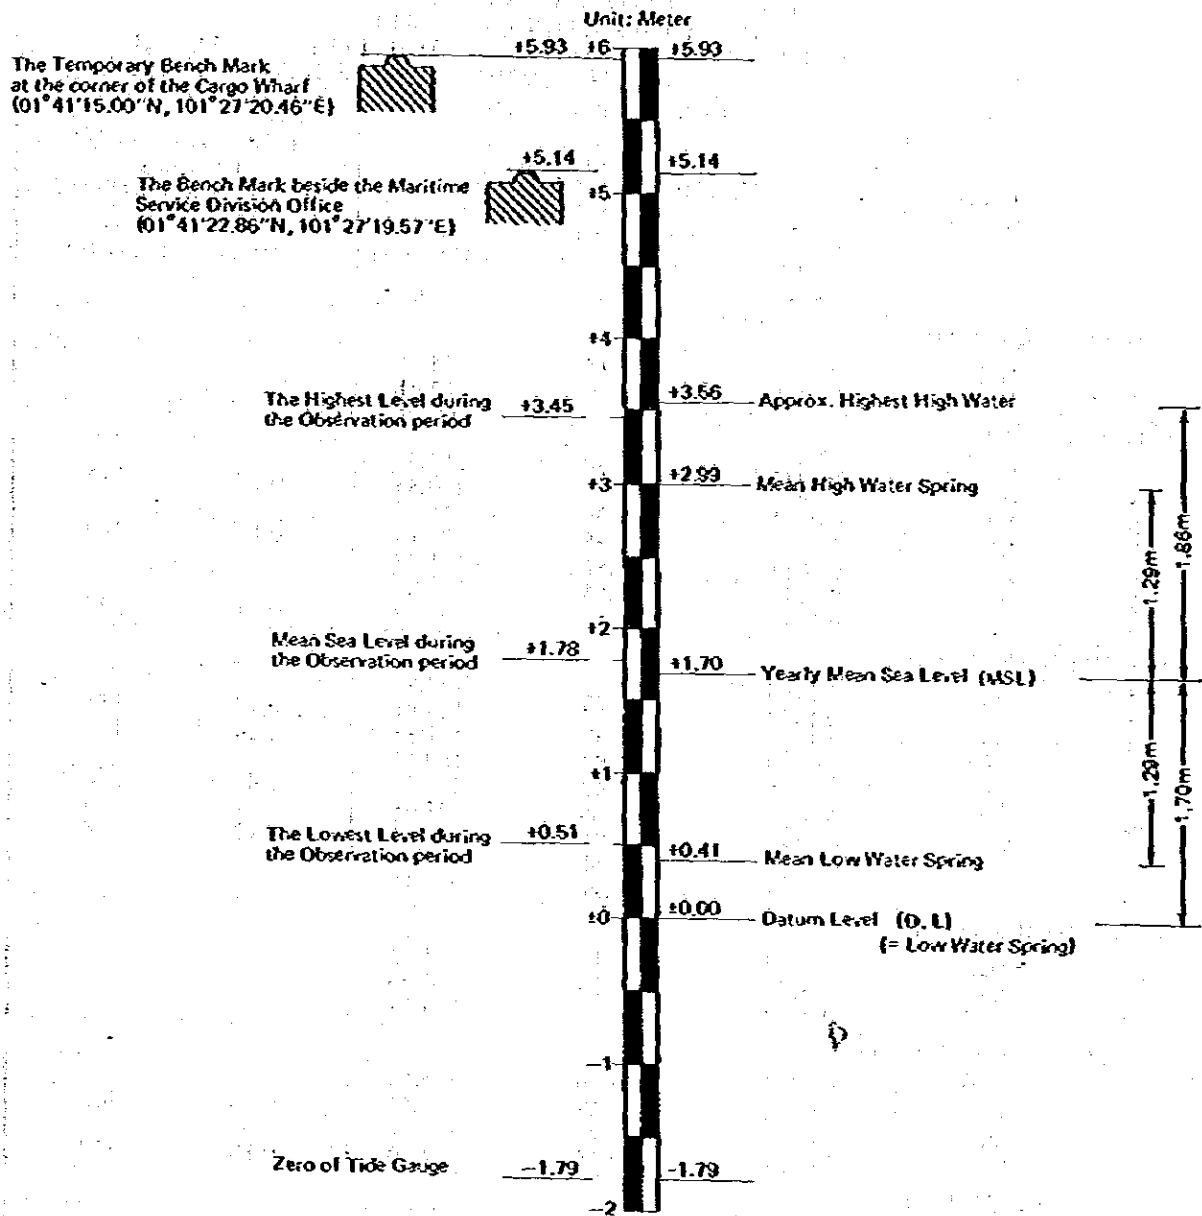 Unit: Meter
+5.93 +6 +5.93
The Temporary Bench Mark
at the corner of the Cargo Wharf
(01°41'15.00"N, 101°27'20.46"E)
+5.14 +5.14
The Bench Mark beside the Maritime
Service Division Office
(01°41'22.86"N, 101°27'19.57"E)
+5
+4
The Highest Level during
the Observation period
+3.45
+3.56 Approx. Highest High Water
+3 +2.99 Mean High Water Spring
1.29m
1.86m
+2
Mean Sea Level during
the Observation period
+1.78
+1.70 Yearly Mean Sea Level (MSL)
+1
1.29m
1.70m
The Lowest Level during
the Observation period
+0.51
+0.41 Mean Low Water Spring
±0 ±0.00 Datum Level (D. L)
(= Low Water Spring)
-1
Zero of Tide Gauge -1.79 -1.79
-2